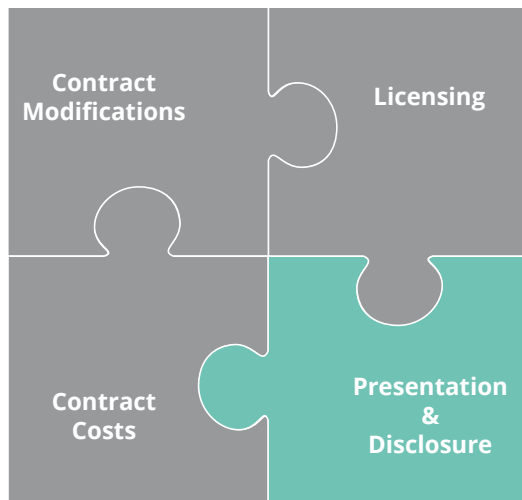 Contract
Modifications
Licensing
Contract
Costs
Presentation
&
Disclosure